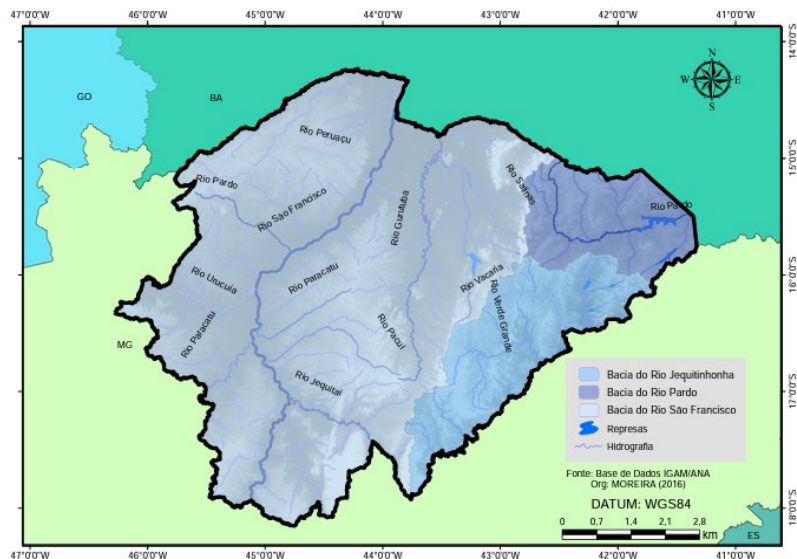 47°0'0"O 46°0'0"O 45°0'0"O 44°0'0"O 43°0'0"O 42°0'0"O 41°0'0"O
14°0'0"S
GO
BA
N
W E
S
Rio Peruaçu
15°0'0"S
Rio Pardo
Rio São Francisco
Rio Gurutuba
Rio Salinas
Rio Pardo
16°0'0"S
Rio Urucuia
Rio Paracatu
Rio Vacaria
Rio Verde Grande
MG
Rio Paracatu
Rio Pacuí
Rio Jequitaí
17°0'0"S
Bacia do Rio Jequitinhonha
Bacia do Rio Pardo
Bacia do Rio São Francisco
Represas
Hidrografia
Fonte: Base de Dados IGAM/ANA
Org: MOREIRA (2016)
DATUM: WGS84
0 0,7 1,4 2,1 2,8
km
18°0'0"S
ES
47°0'0"O 46°0'0"O 45°0'0"O 44°0'0"O 43°0'0"O 42°0'0"O 41°0'0"O